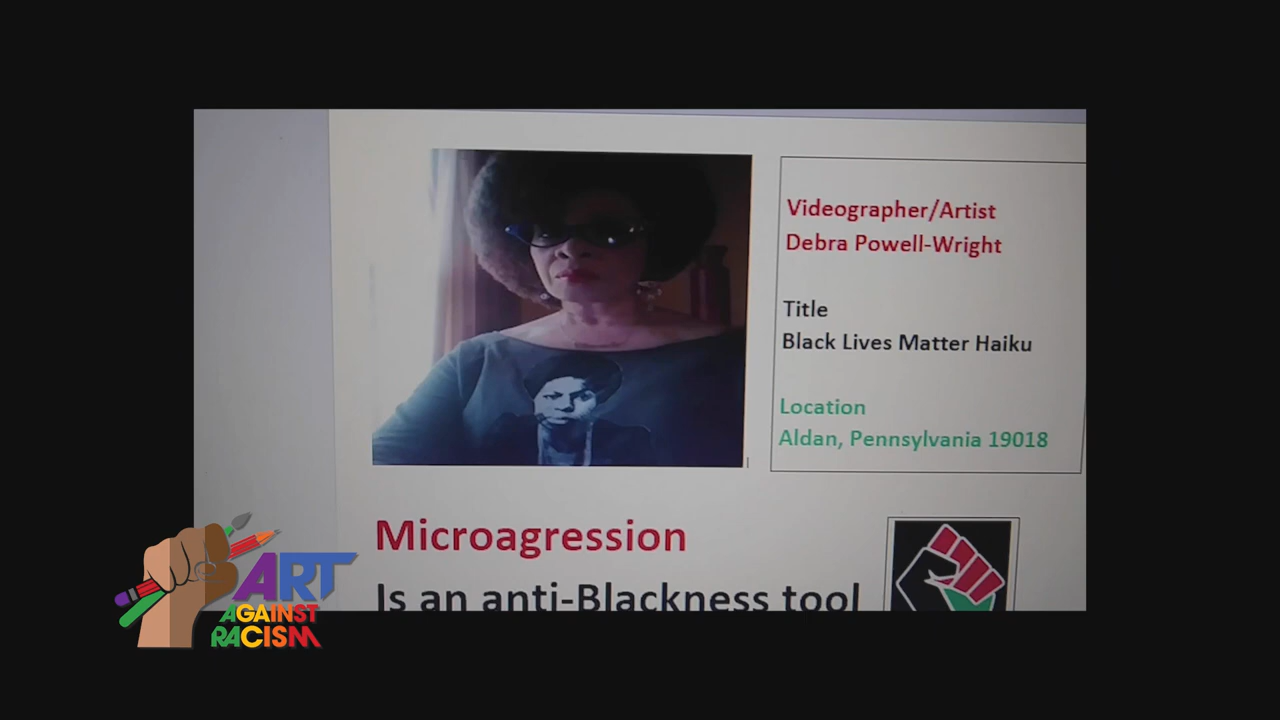 Videographer/Artist
Debra Powell-Wright
Title
Black Lives Matter Haiku
Location
Aldan, Pennsylvania 19018
Microagression
Is an anti-Blackness tool
ART
AGAINST
RACISM